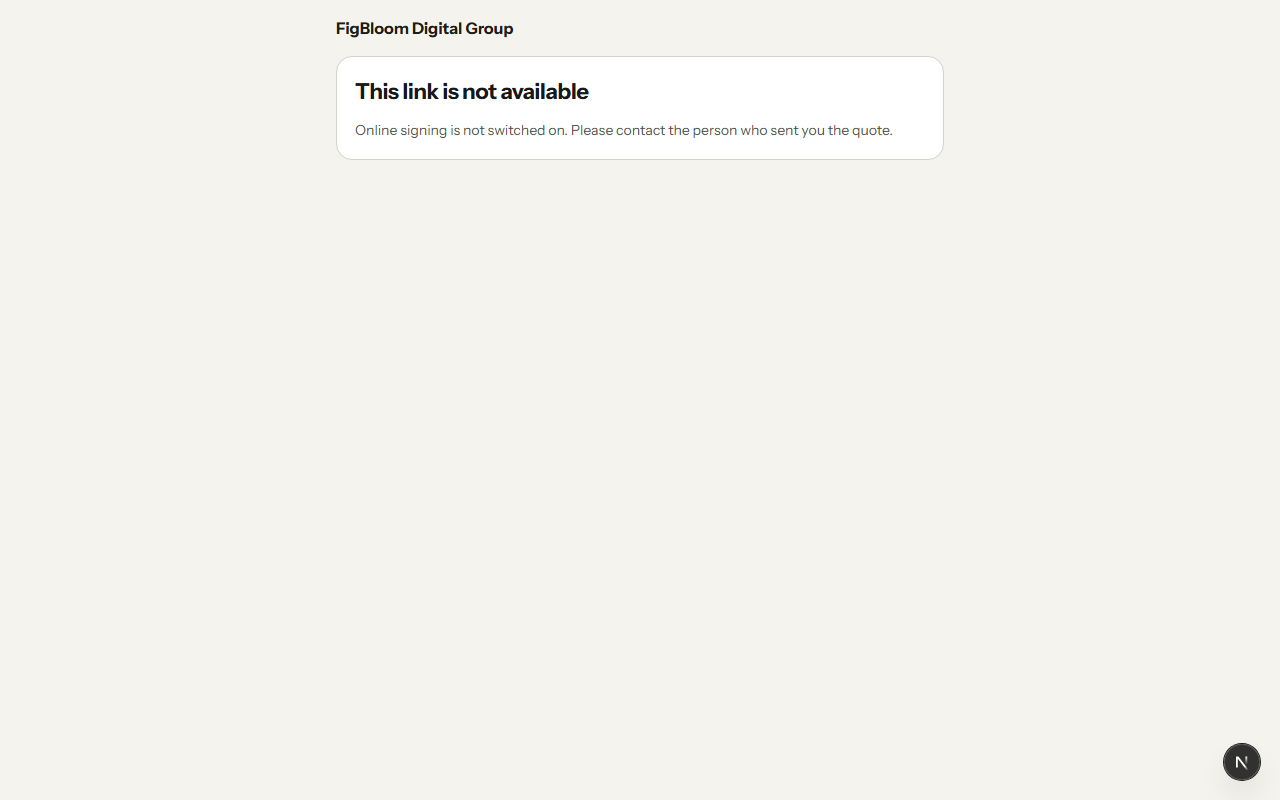 FigBloom Digital Group
This link is not available
Online signing is not switched on. Please contact the person who sent you the quote.
N